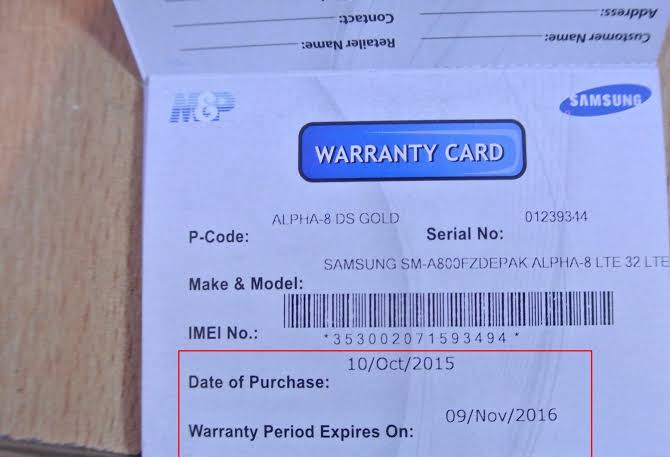 Address:
Contact:
Customer Name:
Retailer Name:
M&P
SAMSUNG
WARRANTY CARD
P-Code: ALPHA-8 DS GOLD Serial No: 01239344
Make & Model: SAMSUNG SM-A800FZDEPAK ALPHA-8 LTE 32 LTE
IMEI No.: *353002071593494*
Date of Purchase: 10/Oct/2015
Warranty Period Expires On: 09/Nov/2016